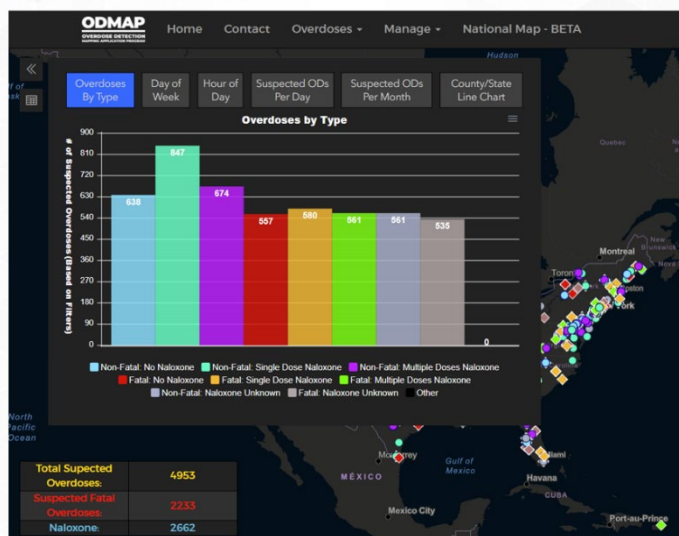 ODMAP
OVERDOSE DETECTION
MAPPING APPLICATION PROGRAM
Home Contact Overdoses Manage National Map - BETA
Hudson
Overdoses By Type
Day of Week
Hour of Day
Suspected ODs Per Day
Suspected ODs Per Month
County/State Line Chart
Overdoses by Type
# of Suspected Overdoses (Based on Filters)
900
810
720
630
540
450
360
270
180
90
0
638
847
674
557
580
561
561
535
0
Non-Fatal: No Naloxone Non-Fatal: Single Dose Naloxone Non-Fatal: Multiple Doses Naloxone
Fatal: No Naloxone Fatal: Single Dose Naloxone Fatal: Multiple Doses Naloxone
Non-Fatal: Naloxone Unknown Fatal: Naloxone Unknown Other
Quebec
Montreal
New
Brunswick
Toron
York
North
Pacific
Ocean
Gulf of
Mexico
MÉXICO
Mexico City
Havana
CUBA
Port-au-Prince
Total Supected Overdoses: 4953
Suspected Fatal Overdoses: 2233
Naloxone: 2662